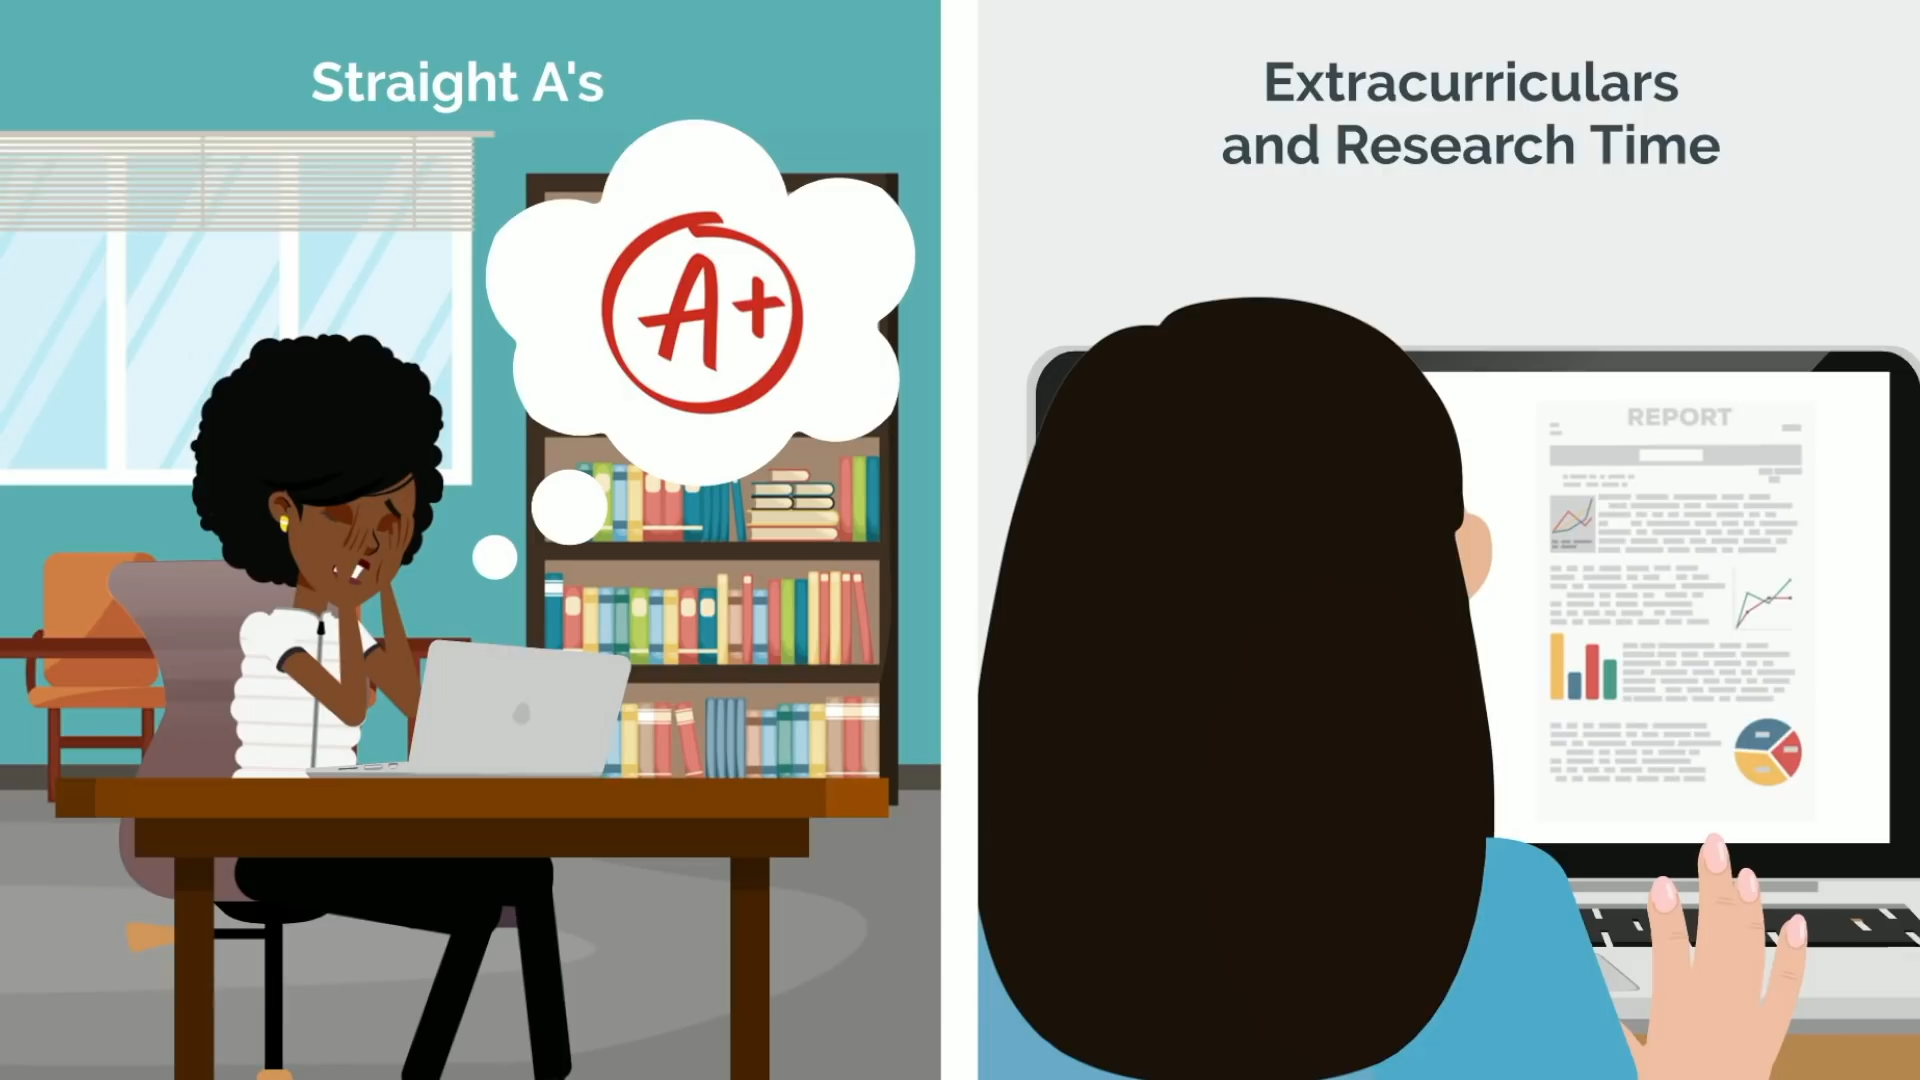 Straight A's
A+
Extracurriculars
and Research Time
REPORT